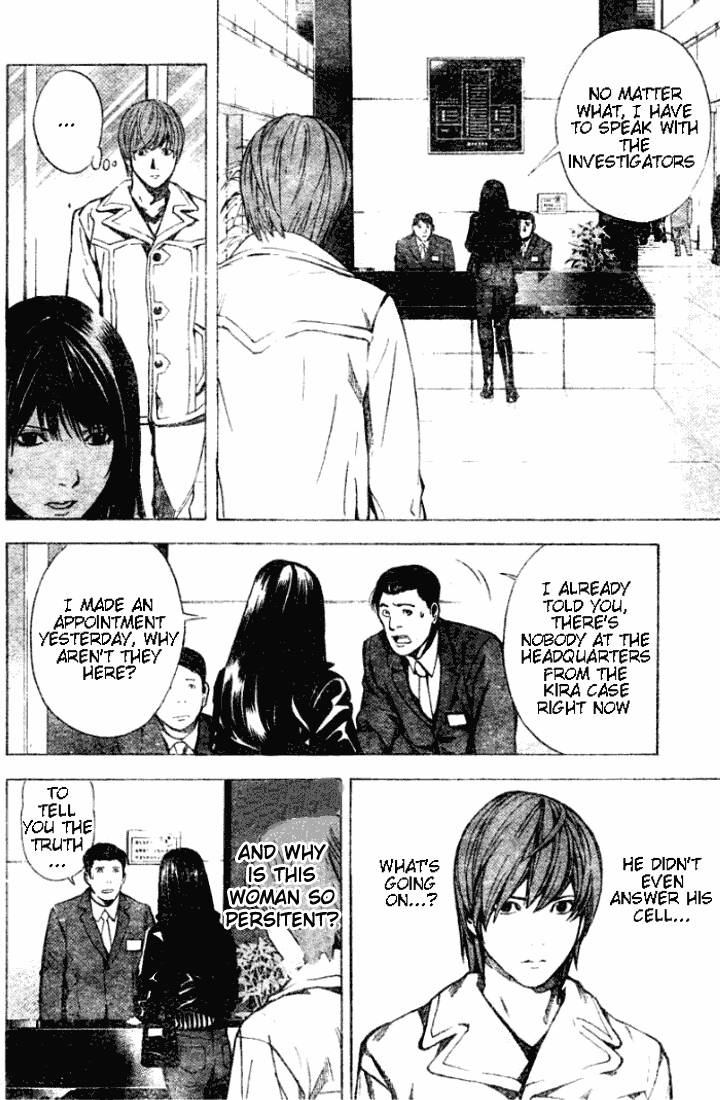 NO MATTER
WHAT, I HAVE
TO SPEAK WITH
THE
INVESTIGATORS
...
I ALREADY
TOLD YOU,
THERE'S
NOBODY AT THE
HEADQUARTERS
FROM THE
KIRA CASE
RIGHT NOW
I MADE AN
APPOINTMENT
YESTERDAY, WHY
AREN'T THEY
HERE?
HE DIDN'T
EVEN
ANSWER HIS
CELL...
WHAT'S
GOING
ON...?
AND WHY
IS THIS
WOMAN SO
PERSITENT?
TO
TELL
YOU THE
TRUTH
...